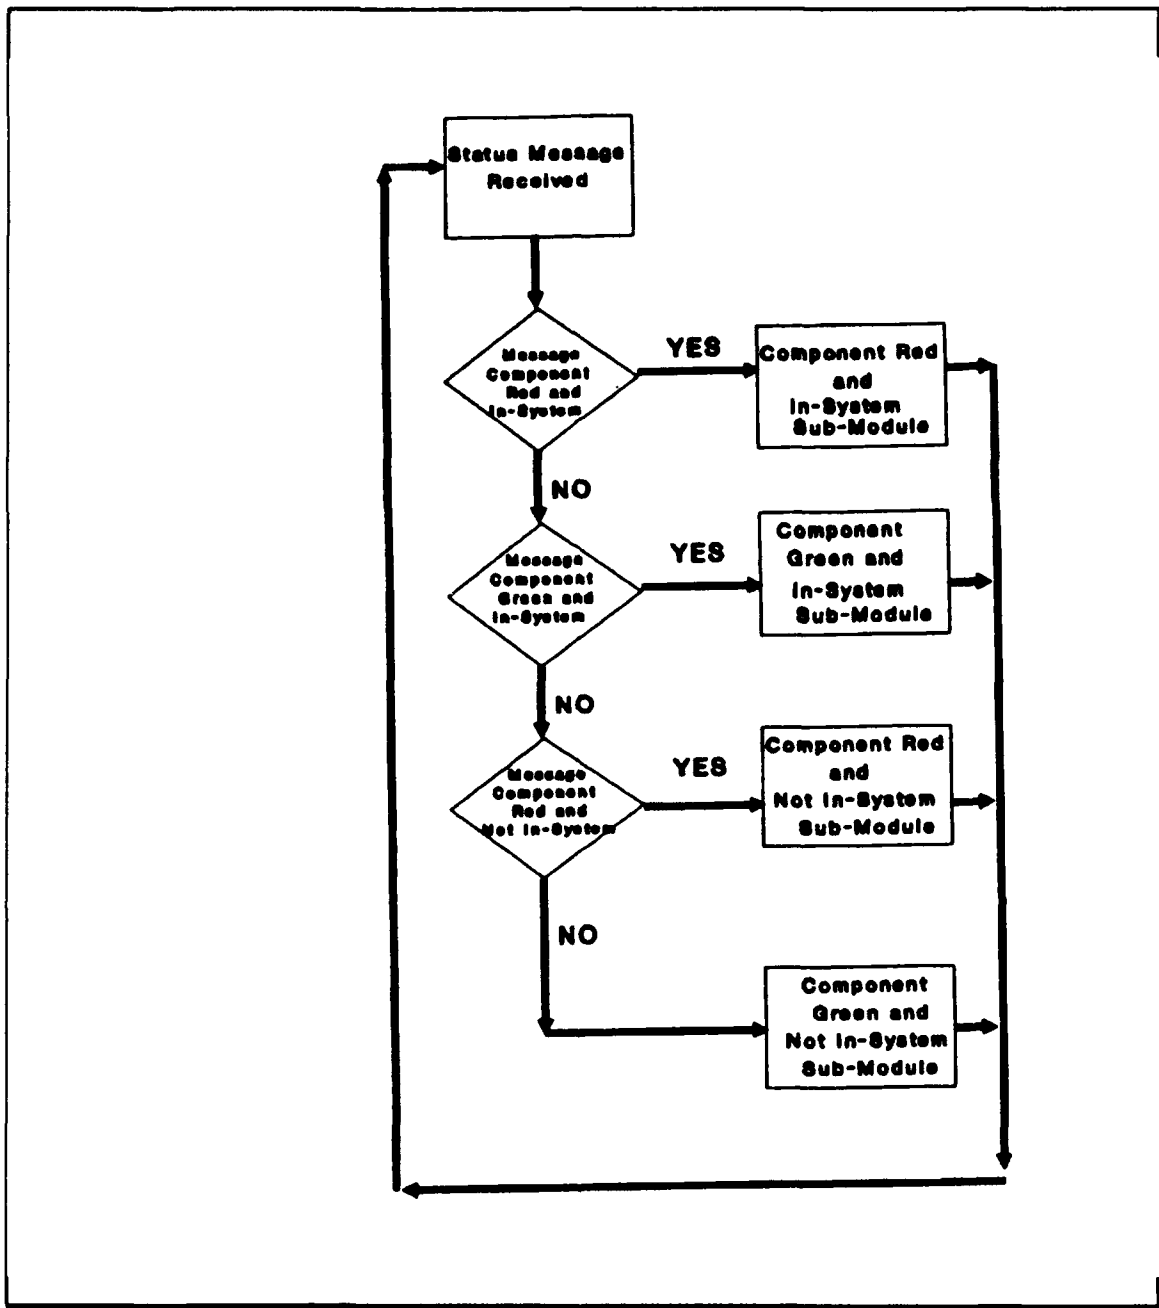 Status Message
Received
Message
Component
Red and
In-System
YES
Component Red
and
In-System
Sub-Module
NO
Message
Component
Green and
In-System
YES
Component
Green and
In-System
Sub-Module
NO
Message
Component
Red and
Not In-System
YES
Component Red
and
Not In-System
Sub-Module
NO
Component
Green and
Not In-System
Sub-Module